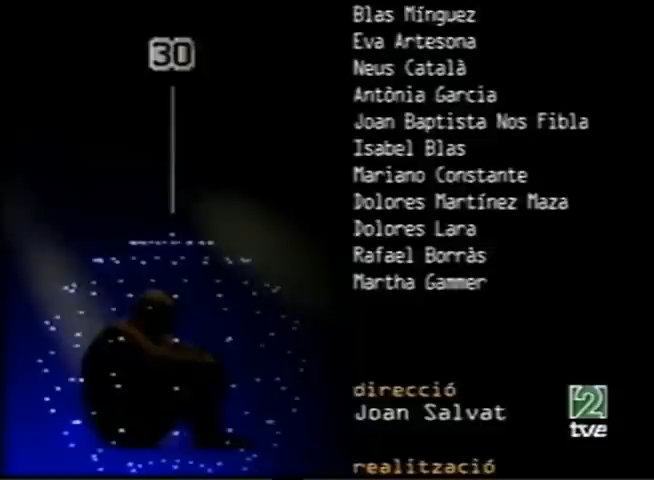 30
Blas Mínguez
Eva Artesona
Neus Català
Antònia Garcia
Joan Baptista Nos Fibla
Isabel Blas
Mariano Constante
Dolores Martínez Maza
Dolores Lara
Rafael Borràs
Martha Gammer
direcció
Joan Salvat
2
tve
realització